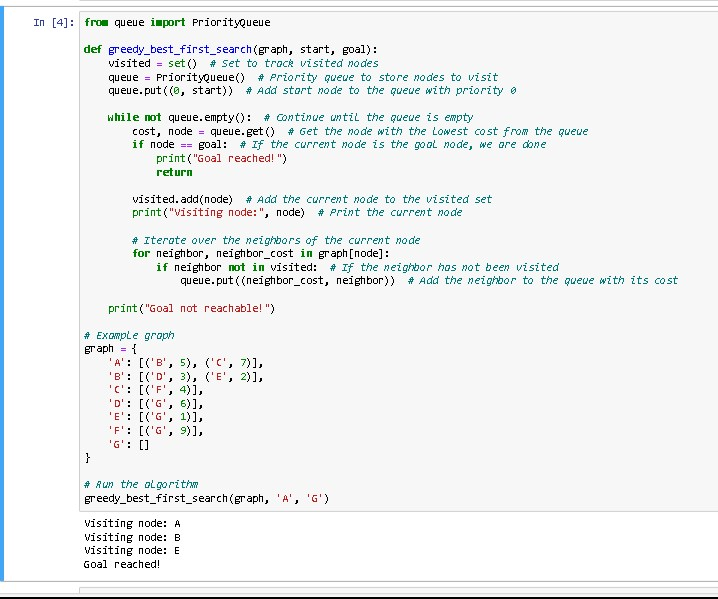 In [4]: from queue import PriorityQueue

def greedy_best_first_search(graph, start, goal):
    visited = set()  # Set to track visited nodes
    queue = PriorityQueue()  # Priority queue to store nodes to visit
    queue.put((0, start))  # Add start node to the queue with priority 0

    while not queue.empty():  # Continue until the queue is empty
        cost, node = queue.get()  # Get the node with the lowest cost from the queue
        if node == goal:  # If the current node is the goal node, we are done
            print("Goal reached!")
            return

        visited.add(node)  # Add the current node to the visited set
        print("Visiting node:", node)  # Print the current node

        # Iterate over the neighbors of the current node
        for neighbor, neighbor_cost in graph[node]:
            if neighbor not in visited:  # If the neighbor has not been visited
                queue.put((neighbor_cost, neighbor))  # Add the neighbor to the queue with its cost

    print("Goal not reachable!")

# Example graph
graph = {
    'A': [('B', 5), ('C', 7)],
    'B': [('D', 3), ('E', 2)],
    'C': [('F', 4)],
    'D': [('G', 6)],
    'E': [('G', 1)],
    'F': [('G', 9)],
    'G': []
}

# Run the algorithm
greedy_best_first_search(graph, 'A', 'G')

Visiting node: A
Visiting node: B
Visiting node: E
Goal reached!